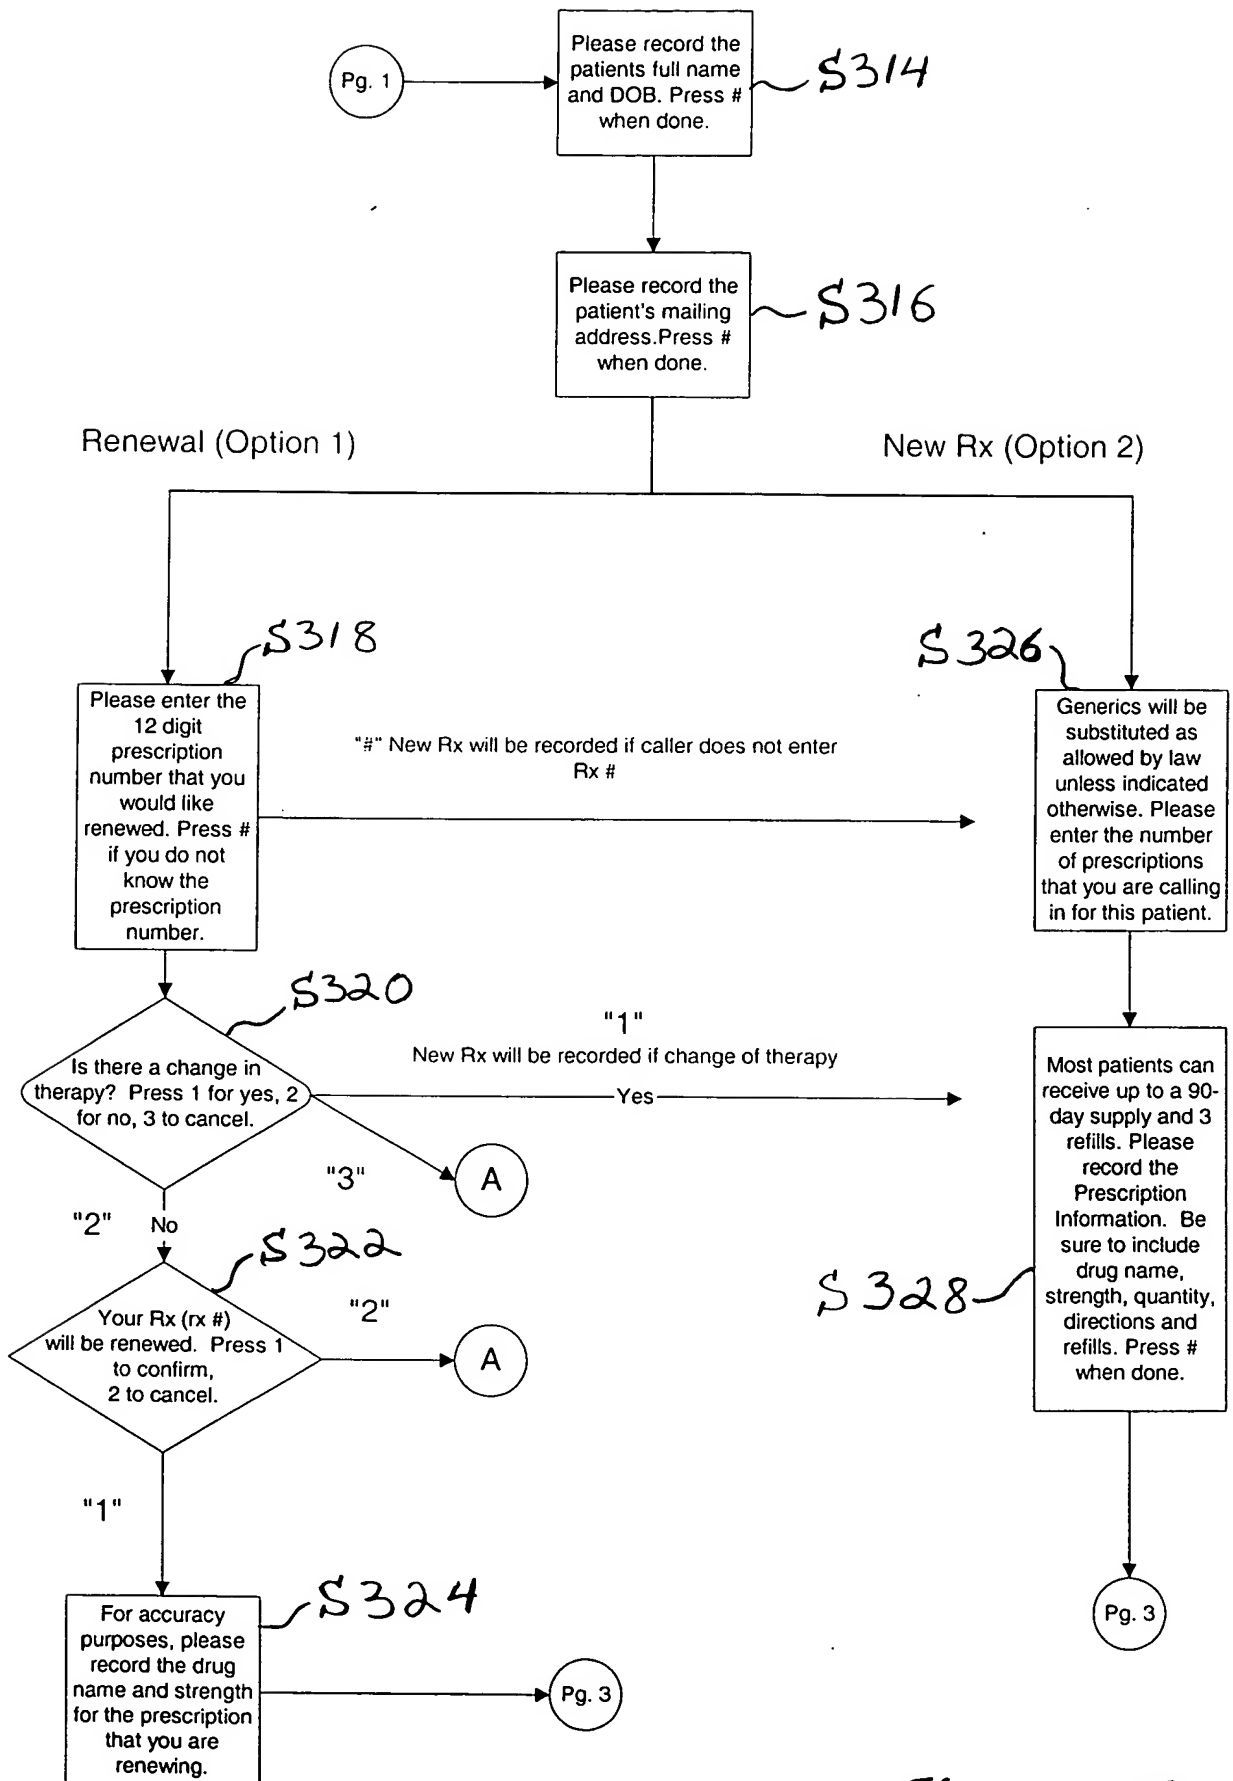 Pg. 1
Please record the
patients full name
and DOB. Press #
when done.
S314
Please record the
patient's mailing
address.Press #
when done.
S316
Renewal (Option 1)
New Rx (Option 2)
S318
Please enter the
12 digit
prescription
number that you
would like
renewed. Press #
if you do not
know the
prescription
number.
"#" New Rx will be recorded if caller does not enter
Rx #
S326
Generics will be
substituted as
allowed by law
unless indicated
otherwise. Please
enter the number
of prescriptions
that you are calling
in for this patient.
S320
Is there a change in
therapy? Press 1 for yes, 2
for no, 3 to cancel.
"1"
New Rx will be recorded if change of therapy
Yes
"3"
A
"2"
No
S322
Your Rx (rx #)
will be renewed. Press 1
to confirm,
2 to cancel.
"2"
A
S328
Most patients can
receive up to a 90-
day supply and 3
refills. Please
record the
Prescription
Information. Be
sure to include
drug name,
strength, quantity,
directions and
refills. Press #
when done.
"1"
S324
For accuracy
purposes, please
record the drug
name and strength
for the prescription
that you are
renewing.
Pg. 3
Pg. 3